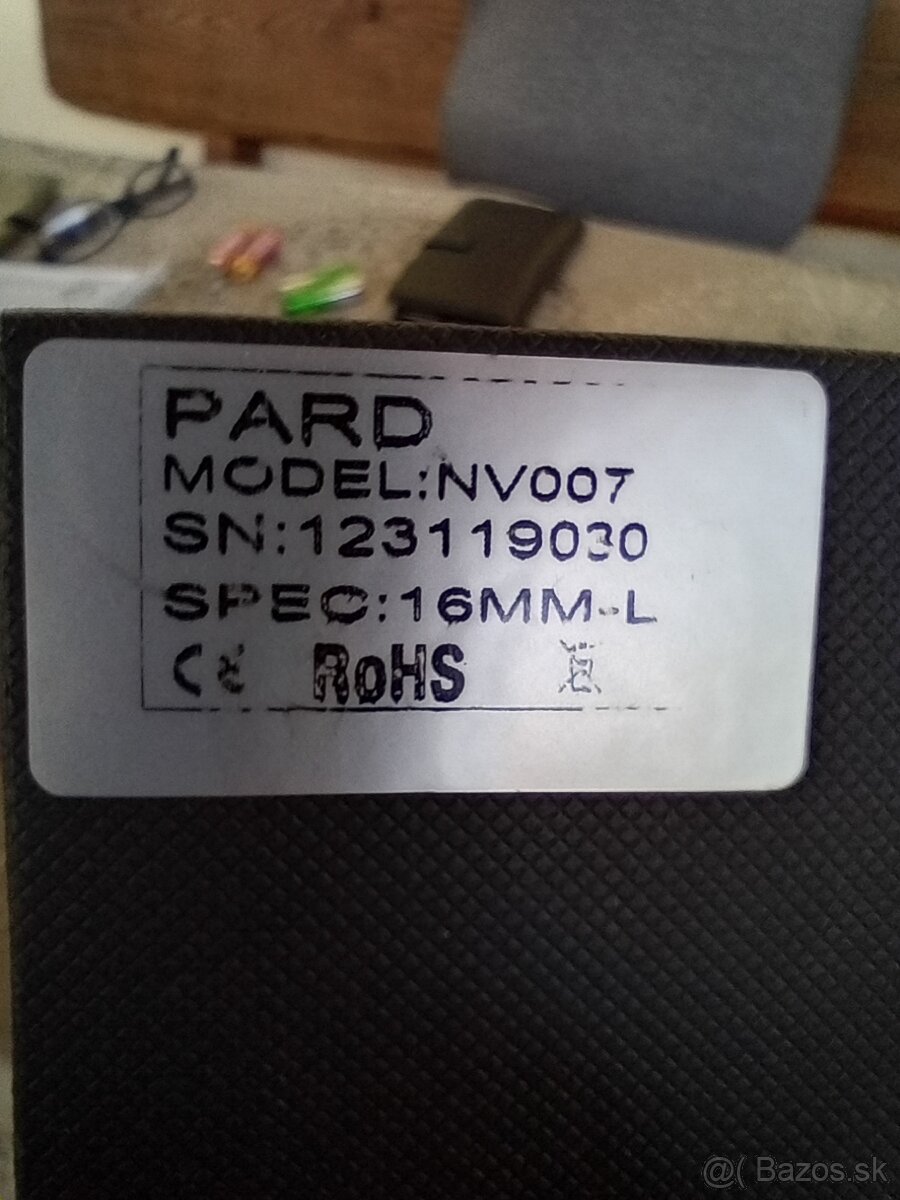 PARD
MODEL:NV007
SN:123119030
SPEC:16MM-L
CE RoHS
@( Bazos.sk